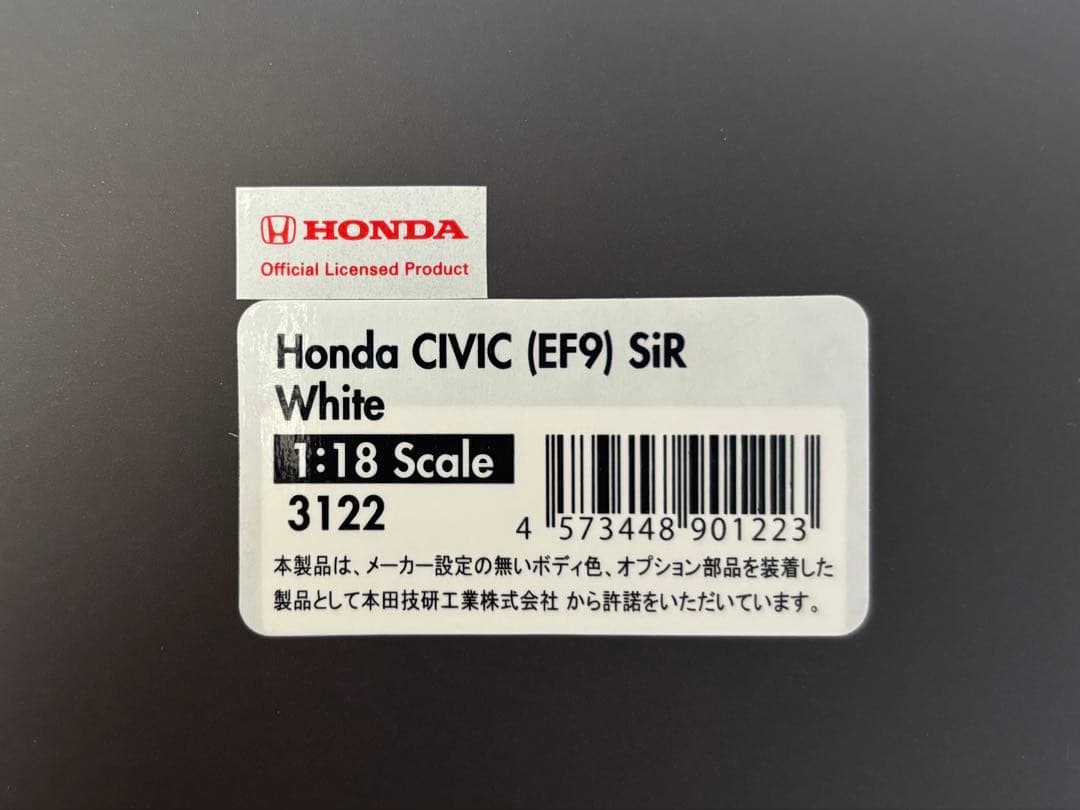 HONDA
Official Licensed Product
Honda CIVIC (EF9) SiR
White
1:18 Scale
3122
4 573448 901223
本製品は、メーカー設定の無いボディ色、オプション部品を装着した
製品として本田技研工業株式会社 から許諾をいただいています。